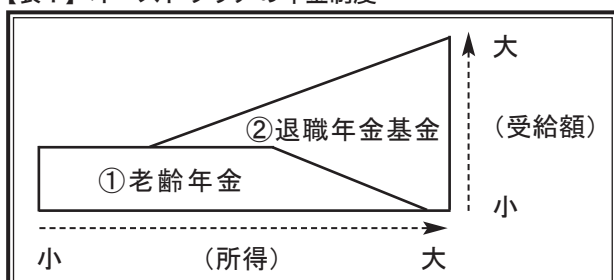 大
②退職年金基金
(受給額)
①老齢年金
小
小
(所得)
大